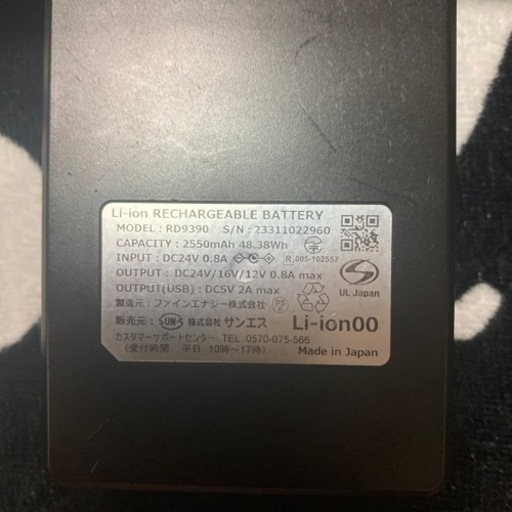 Li-ion RECHARGEABLE BATTERY
MODEL : RD9390 S/N : 23311022960
CAPACITY : 2550mAh 48.38Wh
INPUT : DC24V 0.8A R 005-102557
OUTPUT : DC24V/16V/12V 0.8A max
OUTPUT(USB) : DC5V 2A max
UL Japan
製造元 : ファインエナジー株式会社 PS E
販売元 : SUN-S 株式会社 サンエス Li-ion00
カスタマーサポートセンター TEL 0570-075-566
(受付時間 平日 10時~17時) Made in Japan